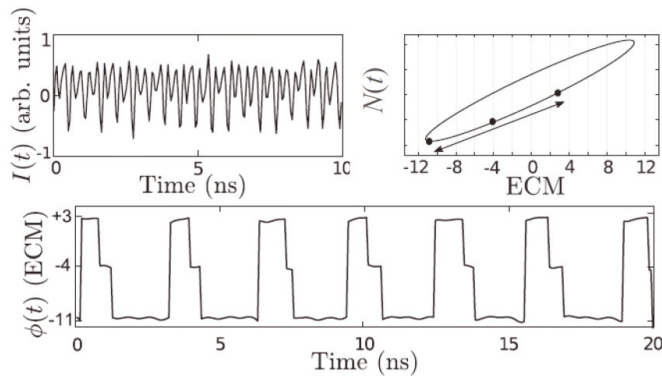 I(t) (arb. units)
1
0
-1
0 5 10
Time (ns)
N(t)
-12 -8 -4 0 4 8 12
ECM
ϕ(t) (ECM)
+3
-4
-11
0 5 10 15 20
Time (ns)